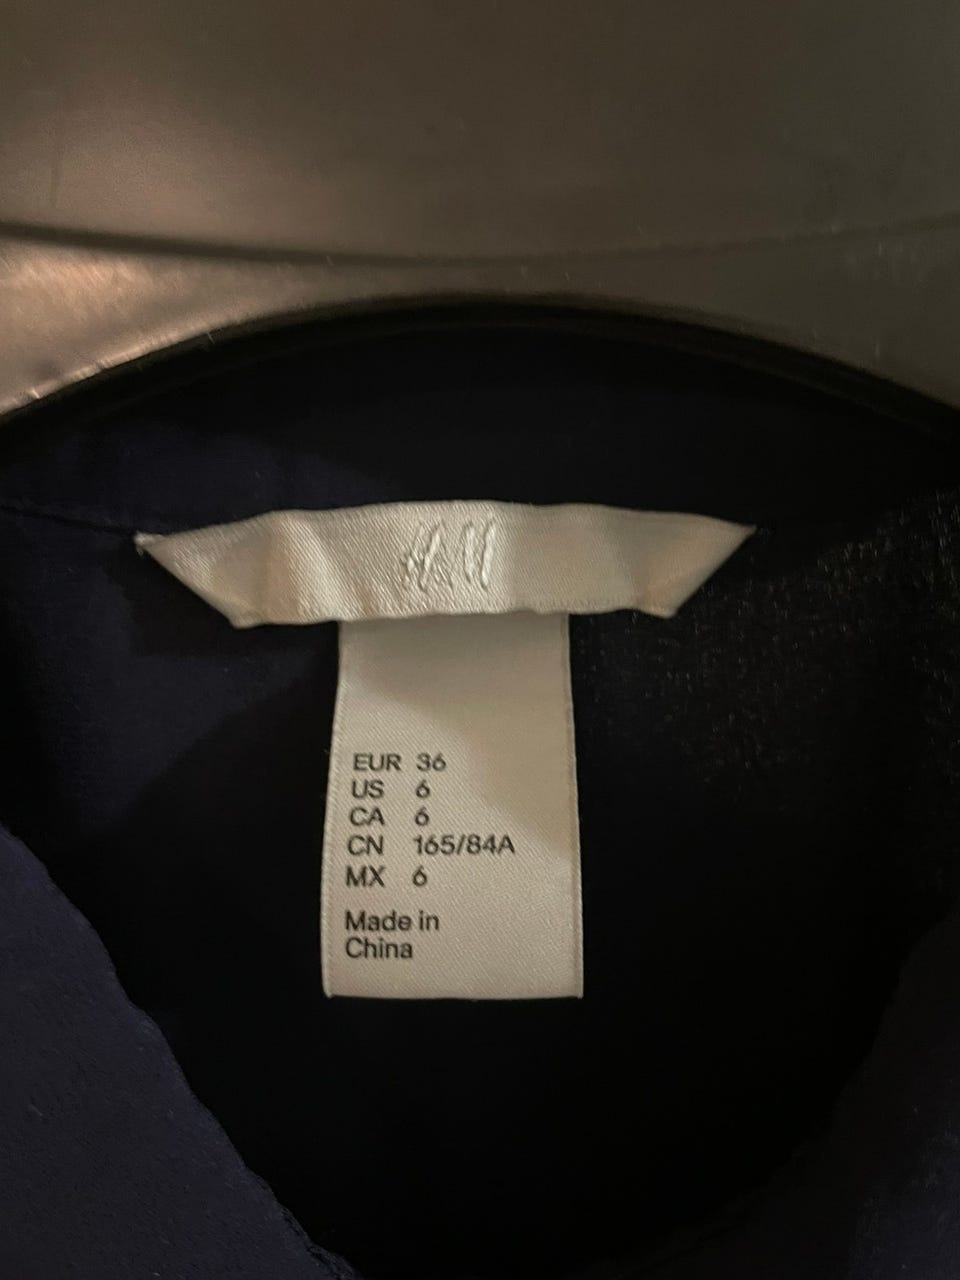 H&M
EUR 36
US 6
CA 6
CN 165/84A
MX 6
Made in
China